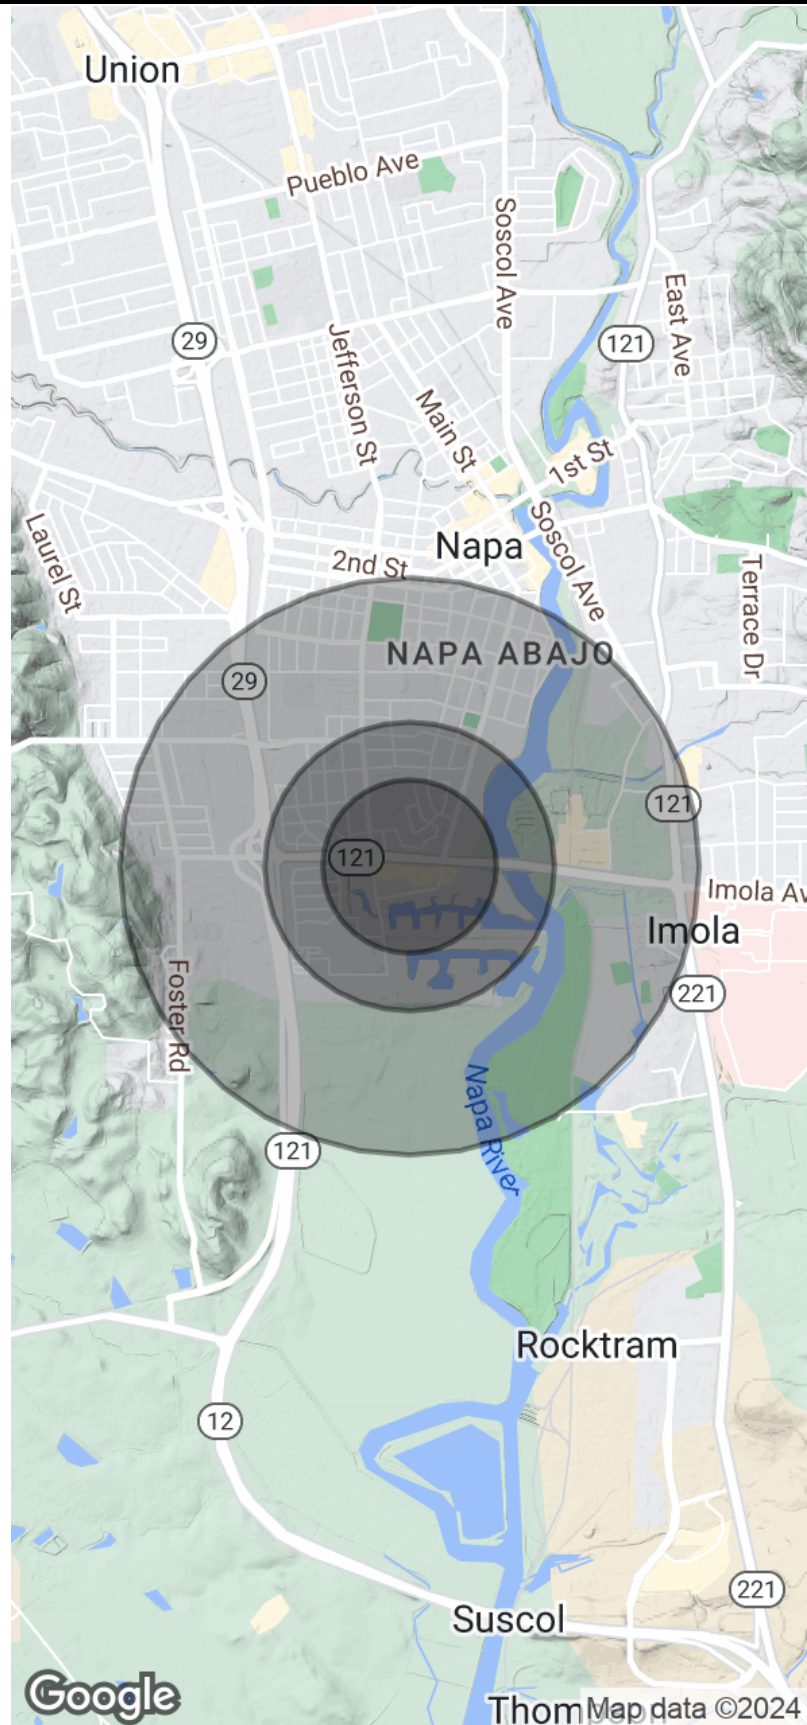 Union
Pueblo Ave
Soscol Ave
East Ave
29
121
Jefferson St
Main St
1st St
Laurel St
Napa
Soscol Ave
2nd St
Terrace Dr
NAPA ABAJO
29
121
121
Imola Av
Imola
Foster Rd
221
Napa River
121
Rocktram
12
221
Suscol
Google
Thom
Map data ©2024